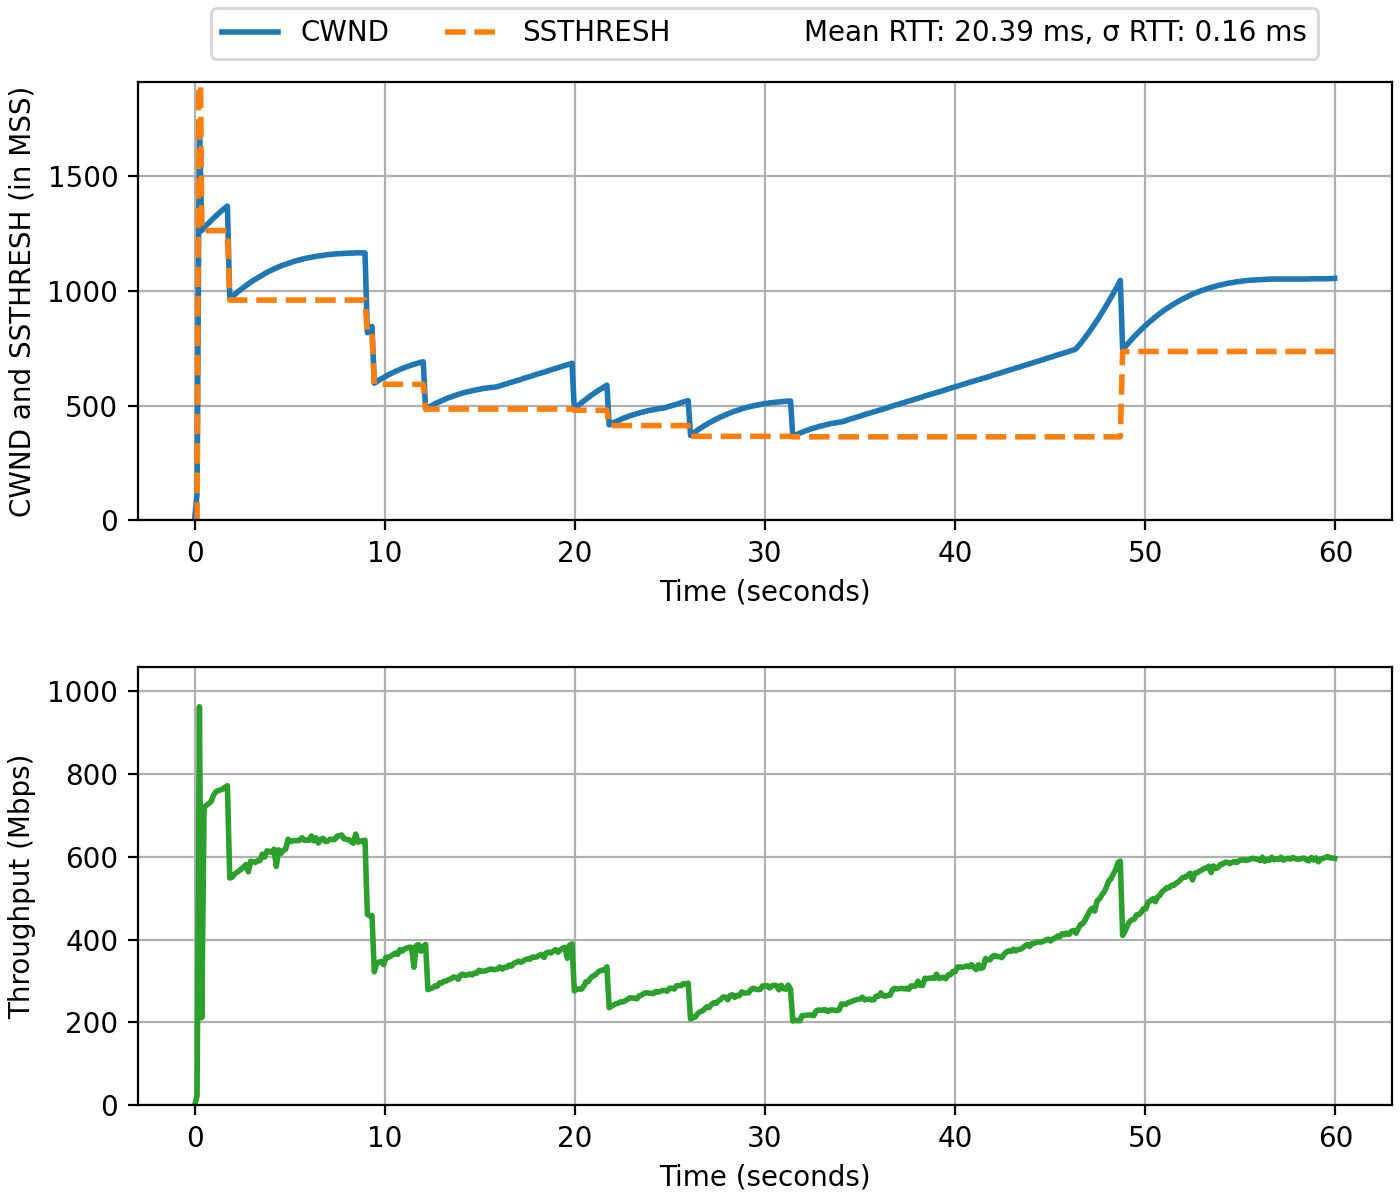 CWND SSTHRESH Mean RTT: 20.39 ms, σ RTT: 0.16 ms
CWND and SSTHRESH (in MSS)
1500
1000
500
0
0 10 20 30 40 50 60
Time (seconds)
Throughput (Mbps)
1000
800
600
400
200
0
0 10 20 30 40 50 60
Time (seconds)